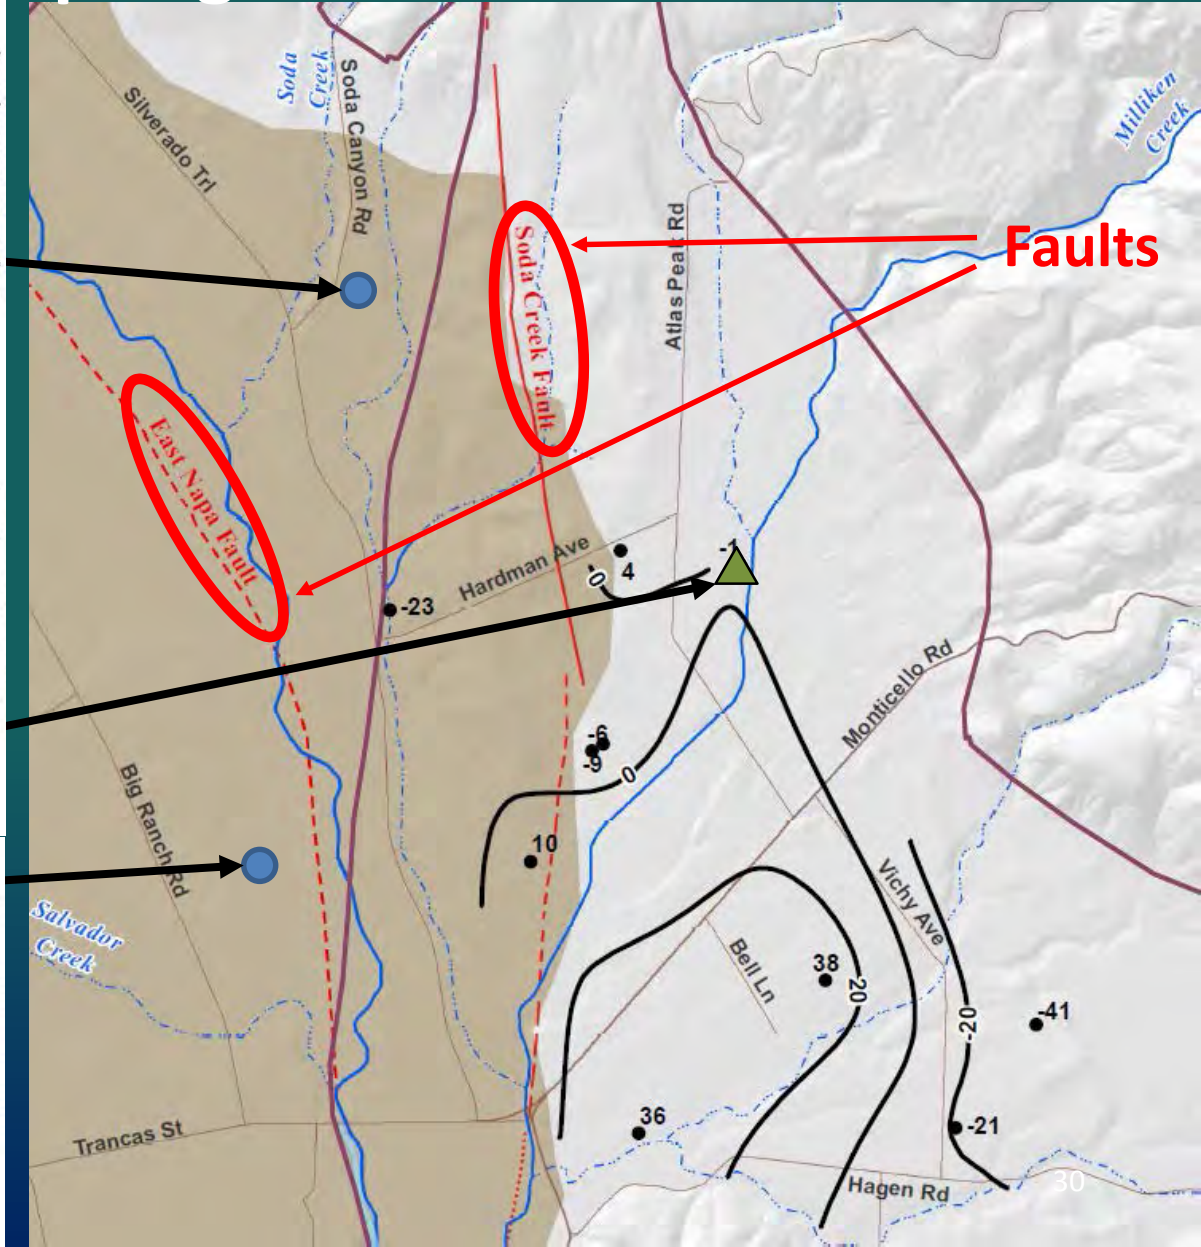 Soda
Creek
Soda Canyon Rd
Silverado Trl
Milliken
Creek
Atlas Peak Rd
Soda Creek Fault
Faults
East Napa Fault
Hardman Ave
-1
4
0
-23
Monticello Rd
-6
-9
0
Big Ranch Rd
10
Vichy Ave
Salvador
Creek
Bell Ln
38
20
-20
-41
36
-21
Trancas St
Hagen Rd
30